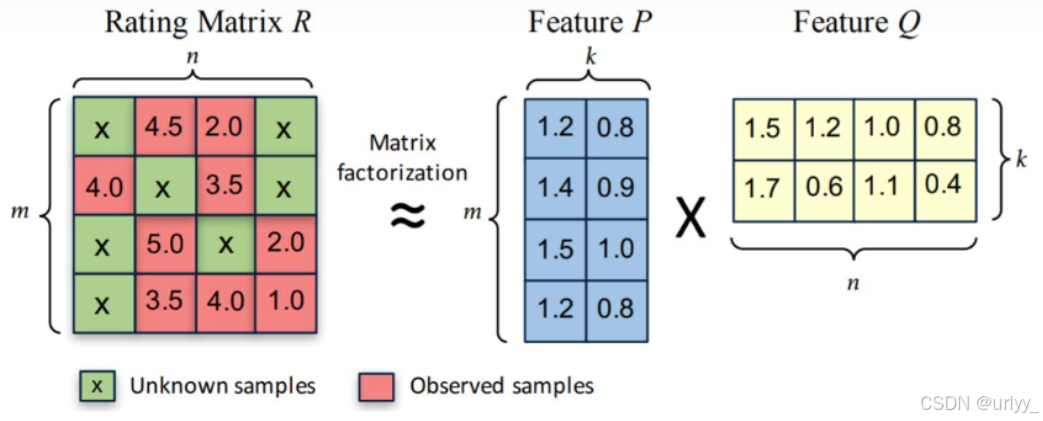 Rating Matrix R
Feature P
Feature Q
n
k
m
x 4.5 2.0 x
4.0 x 3.5 x
x 5.0 x 2.0
x 3.5 4.0 1.0
Matrix
factorization
≈
m
1.2 0.8
1.4 0.9
1.5 1.0
1.2 0.8
X
1.5 1.2 1.0 0.8
1.7 0.6 1.1 0.4
k
n
x Unknown samples
Observed samples
CSDN @urlyy_